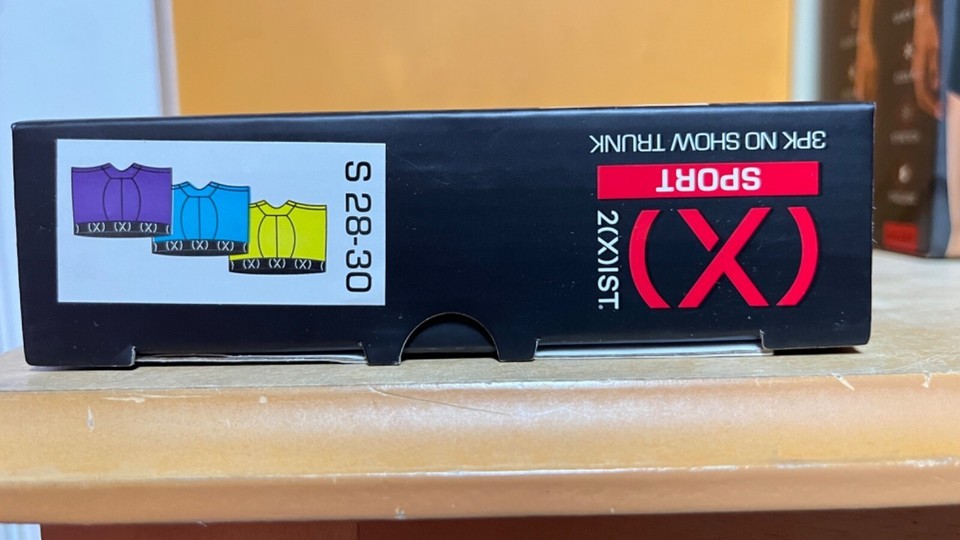 (X)
2(X)IST.
SPORT
3PK NO SHOW TRUNK
S 28-30
(X) (X) (X)
(X) (X) (X)
(X) (X) (X)